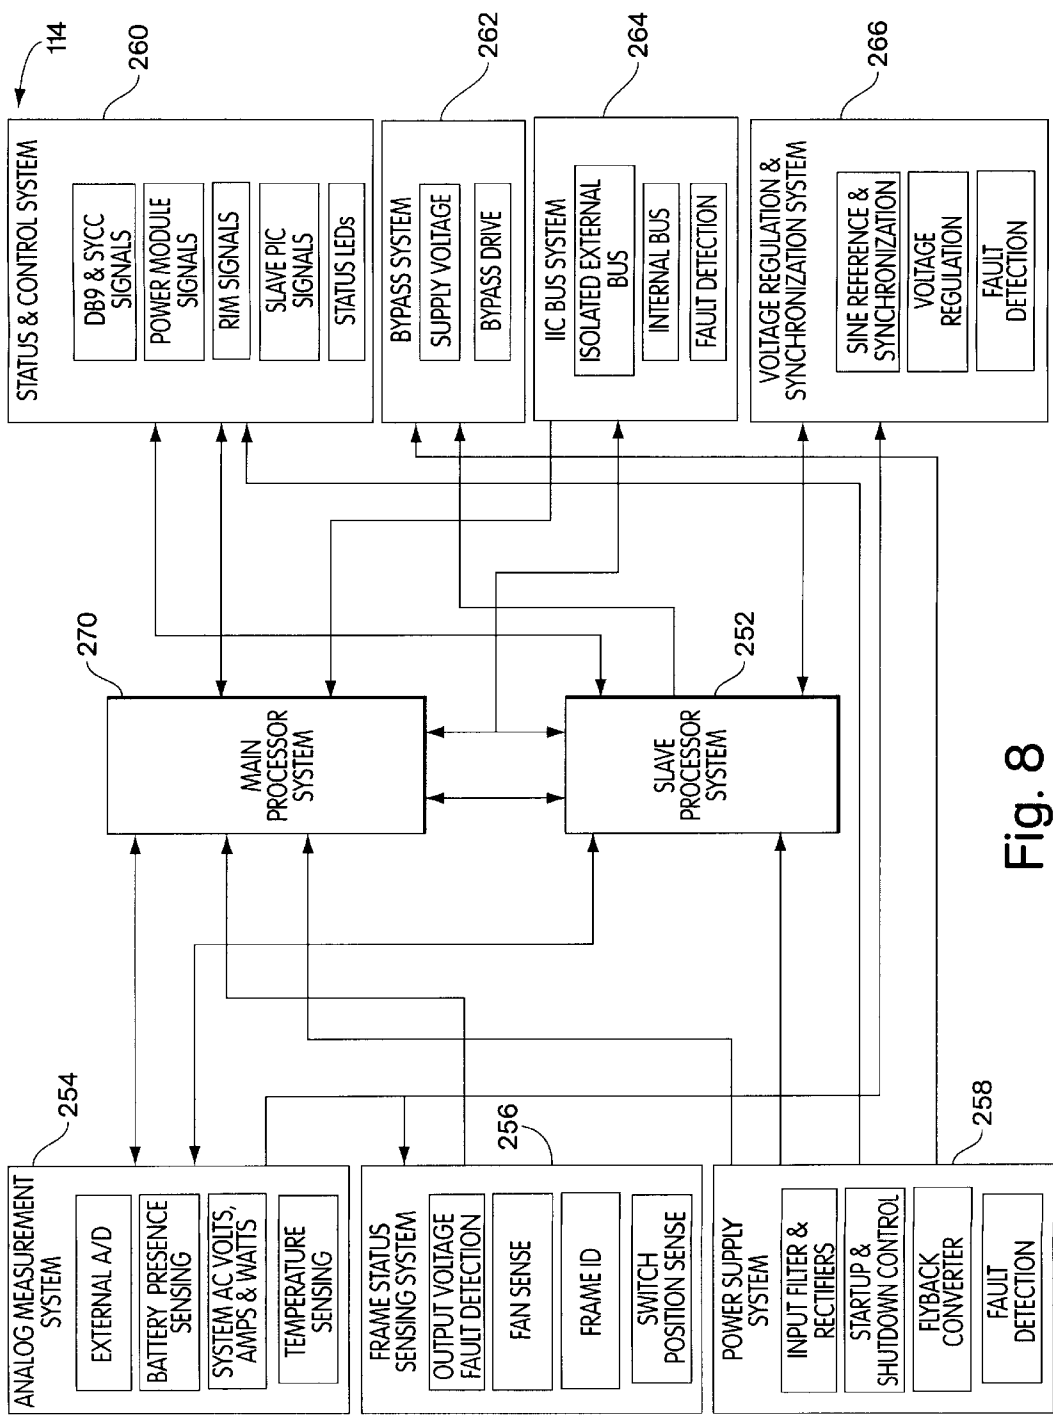 114
STATUS & CONTROL SYSTEM
260
DB9 & SYCC
SIGNALS
POWER MODULE
SIGNALS
RIM SIGNALS
SLAVE PIC
SIGNALS
STATUS LEDs
BYPASS SYSTEM
262
SUPPLY VOLTAGE
BYPASS DRIVE
IIC BUS SYSTEM
264
ISOLATED EXTERNAL
BUS
INTERNAL BUS
FAULT DETECTION
VOLTAGE REGULATION &
SYNCHRONIZATION SYSTEM
266
SINE REFERENCE &
SYNCHRONIZATION
VOLTAGE
REGULATION
FAULT
DETECTION
270
MAIN
PROCESSOR
SYSTEM
252
SLAVE
PROCESSOR
SYSTEM
254
ANALOG MEASUREMENT
SYSTEM
EXTERNAL A/D
BATTERY PRESENCE
SENSING
SYSTEM AC VOLTS,
AMPS & WATTS
TEMPERATURE
SENSING
256
FRAME STATUS
SENSING SYSTEM
OUTPUT VOLTAGE
FAULT DETECTION
FAN SENSE
FRAME ID
SWITCH
POSITION SENSE
258
POWER SUPPLY
SYSTEM
INPUT FILTER &
RECTIFIERS
STARTUP &
SHUTDOWN CONTROL
FLYBACK
CONVERTER
FAULT
DETECTION
Fig. 8